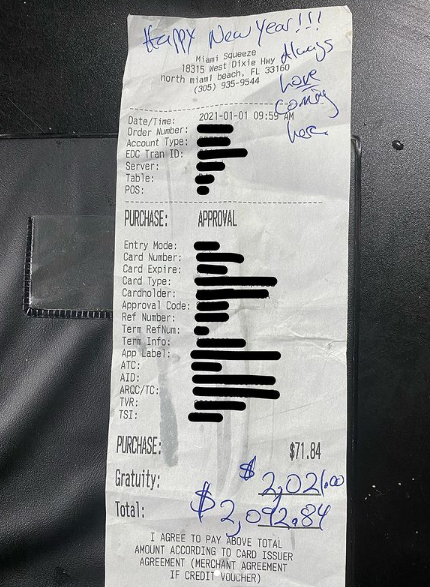 Happy New Year!!!
Always
love
coming
here.
Miami Squeeze
18315 West Dixie Hwy
north miami beach, FL 33160
(305) 935-9544
Date/Time: 2021-01-01 09:59 AM
Order Number:
Account Type:
EDC Tran ID:
Server:
Table:
POS:
PURCHASE: APPROVAL
Entry Mode:
Card Number:
Card Expire:
Card Type:
Cardholder:
Approval Code:
Ref Number:
Term RefNum:
Term Info:
App Label:
ATC:
AID:
ARQC/TC:
TVR:
TSI:
PURCHASE: $71.84
Gratuity: $ 2,021.00
Total: $ 2,092.84
I AGREE TO PAY ABOVE TOTAL
AMOUNT ACCORDING TO CARD ISSUER
AGREEMENT (MERCHANT AGREEMENT
IF CREDIT VOUCHER)